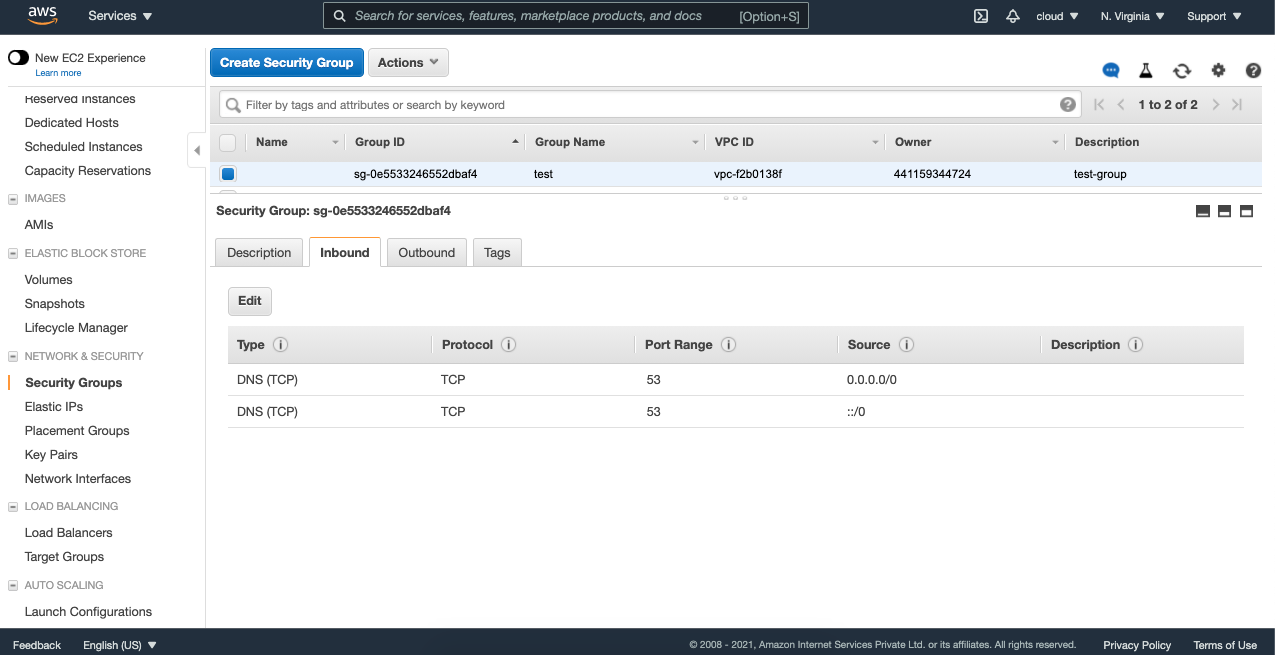 aws Services Search for services, features, marketplace products, and docs [Option+S] cloud N. Virginia Support
New EC2 Experience
Learn more
Reserved Instances
Dedicated Hosts
Scheduled Instances
Capacity Reservations
IMAGES
AMIs
ELASTIC BLOCK STORE
Volumes
Snapshots
Lifecycle Manager
NETWORK & SECURITY
Security Groups
Elastic IPs
Placement Groups
Key Pairs
Network Interfaces
LOAD BALANCING
Load Balancers
Target Groups
AUTO SCALING
Launch Configurations
Create Security Group Actions
Filter by tags and attributes or search by keyword 1 to 2 of 2
Name Group ID Group Name VPC ID Owner Description
sg-0e5533246552dbaf4 test vpc-f2b0138f 441159344724 test-group
Security Group: sg-0e5533246552dbaf4
Description Inbound Outbound Tags
Edit
Type Protocol Port Range Source Description
DNS (TCP) TCP 53 0.0.0.0/0
DNS (TCP) TCP 53 ::/0
Feedback English (US) © 2008 - 2021, Amazon Internet Services Private Ltd. or its affiliates. All rights reserved. Privacy Policy Terms of Use